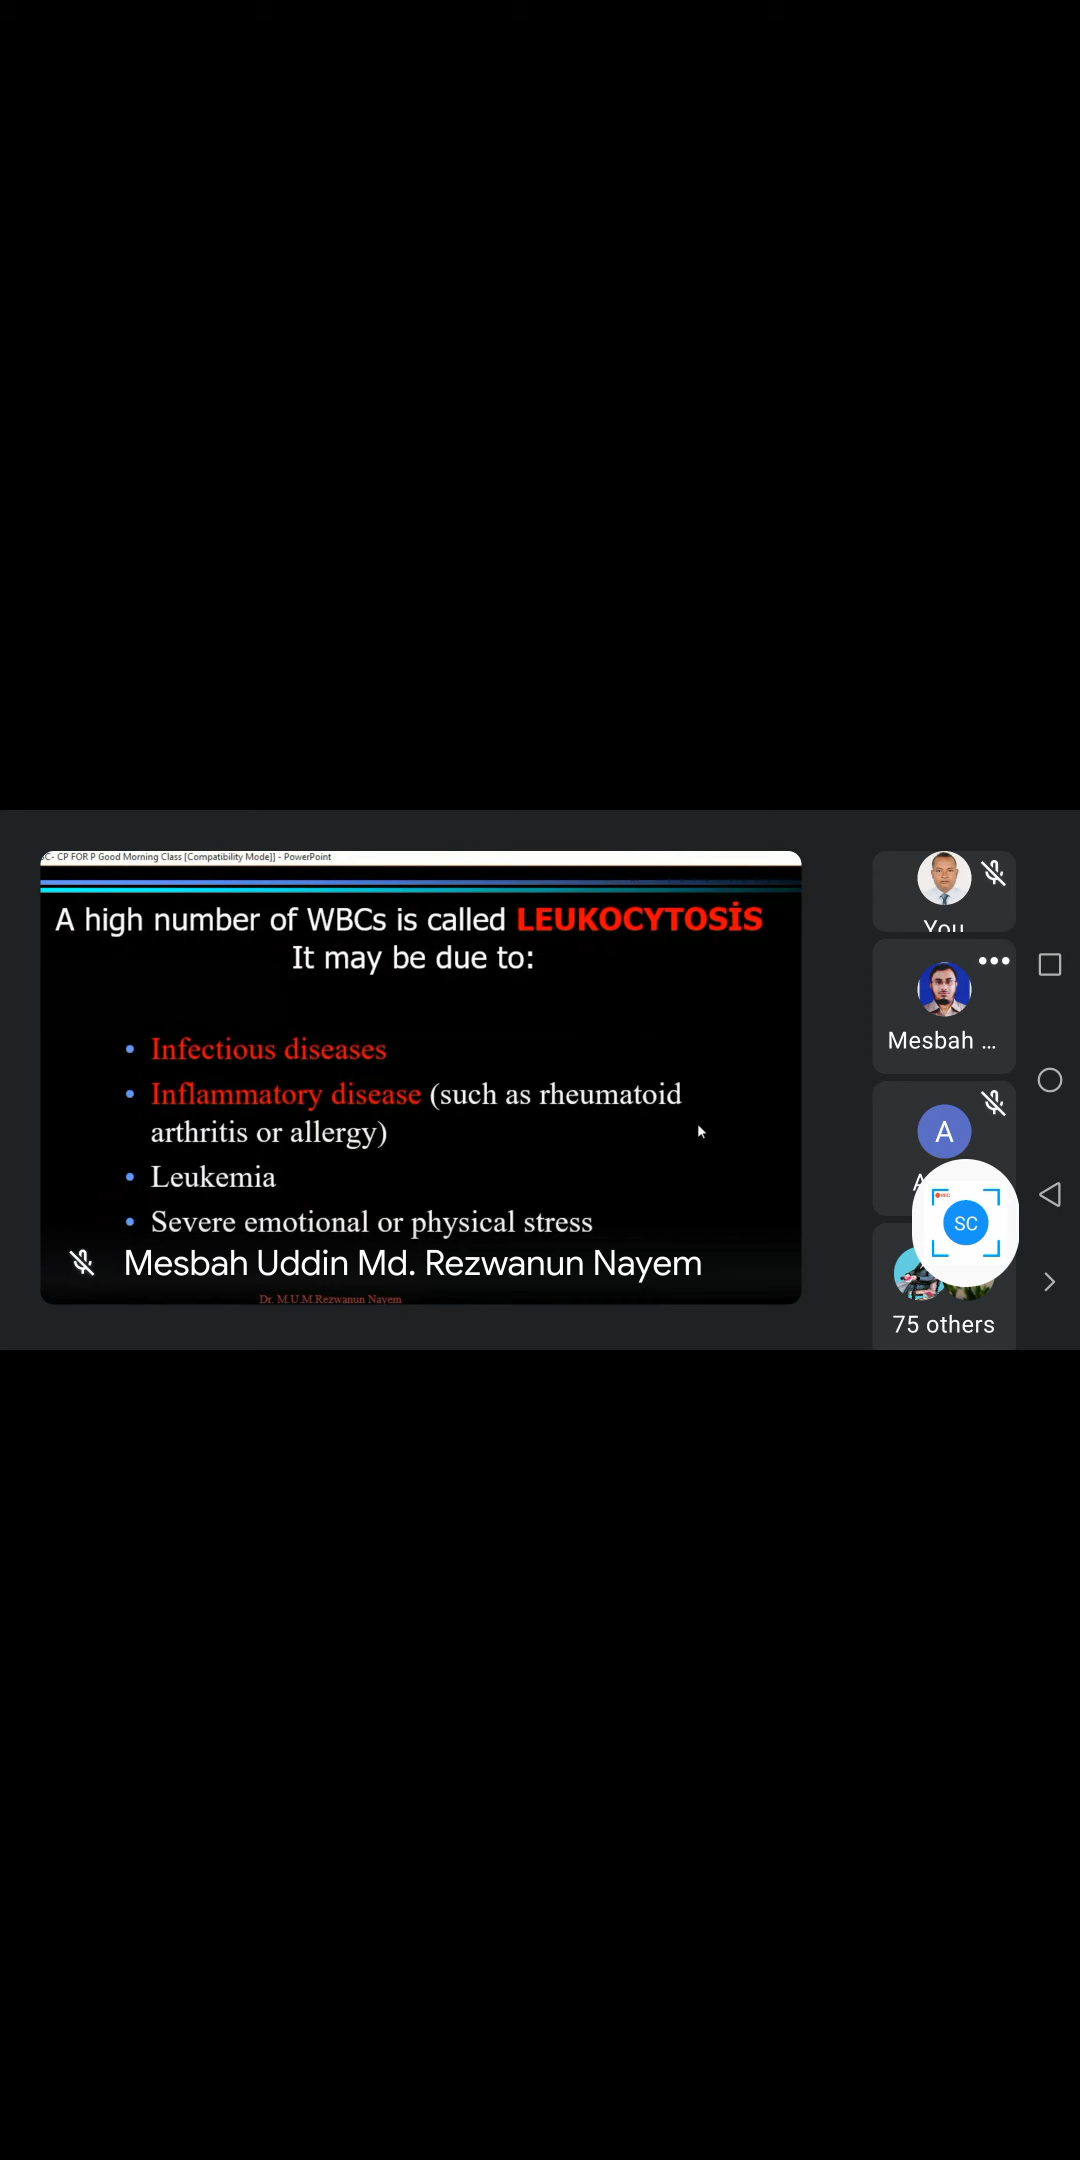 C- CP FOR P Good Morning Class [Compatibility Mode]] - PowerPoint
A high number of WBCs is called LEUKOCYTOSİS
It may be due to:
• Infectious diseases
• Inflammatory disease (such as rheumatoid
arthritis or allergy)
• Leukemia
• Severe emotional or physical stress
Mesbah Uddin Md. Rezwanun Nayem
Dr. M.U.M.Rezwanun Nayem
You
Mesbah ...
A
A
REC
SC
75 others